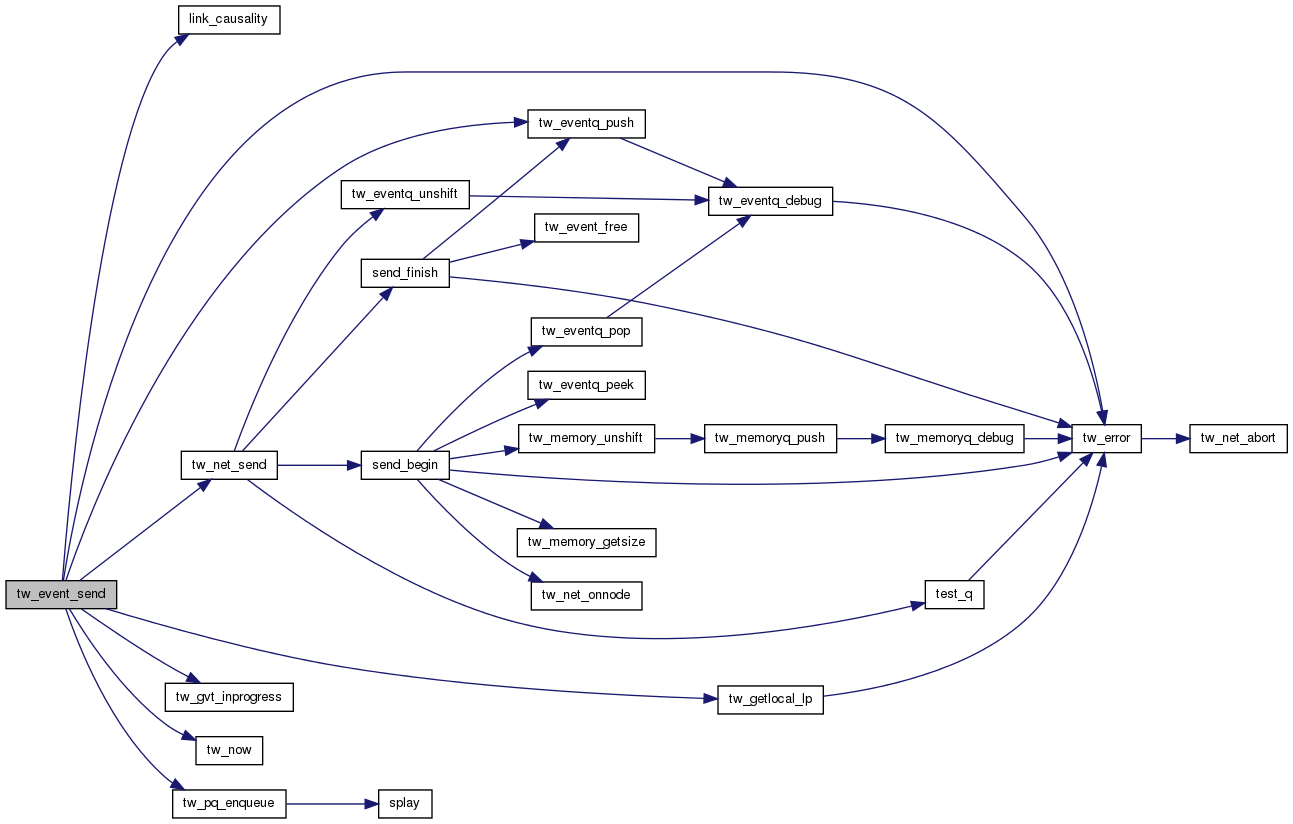 link_causality
tw_eventq_push
tw_eventq_unshift
tw_eventq_debug
tw_event_free
send_finish
tw_eventq_pop
tw_eventq_peek
tw_memory_unshift
tw_memoryq_push
tw_memoryq_debug
tw_error
tw_net_abort
tw_net_send
send_begin
tw_memory_getsize
tw_event_send
tw_net_onnode
test_q
tw_gvt_inprogress
tw_getlocal_lp
tw_now
tw_pq_enqueue
splay